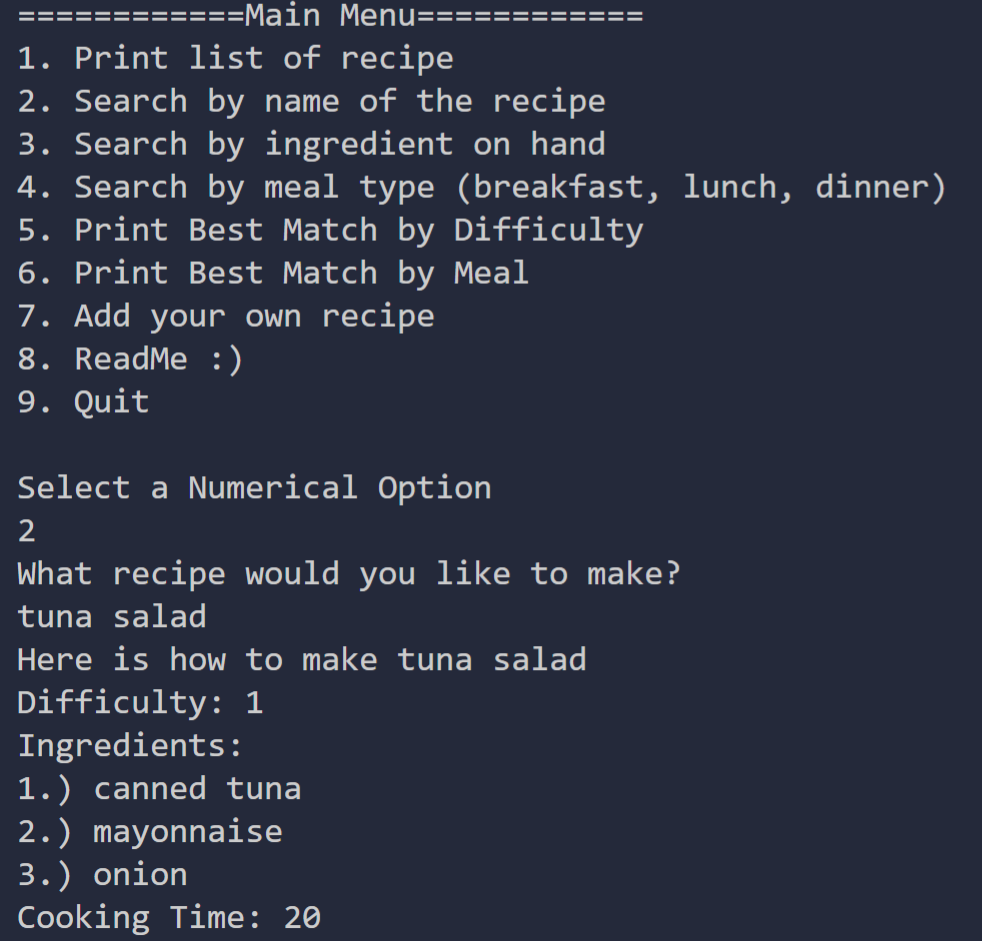 ============Main Menu============
1. Print list of recipe
2. Search by name of the recipe
3. Search by ingredient on hand
4. Search by meal type (breakfast, lunch, dinner)
5. Print Best Match by Difficulty
6. Print Best Match by Meal
7. Add your own recipe
8. ReadMe :)
9. Quit

Select a Numerical Option
2
What recipe would you like to make?
tuna salad
Here is how to make tuna salad
Difficulty: 1
Ingredients:
1.) canned tuna
2.) mayonnaise
3.) onion
Cooking Time: 20